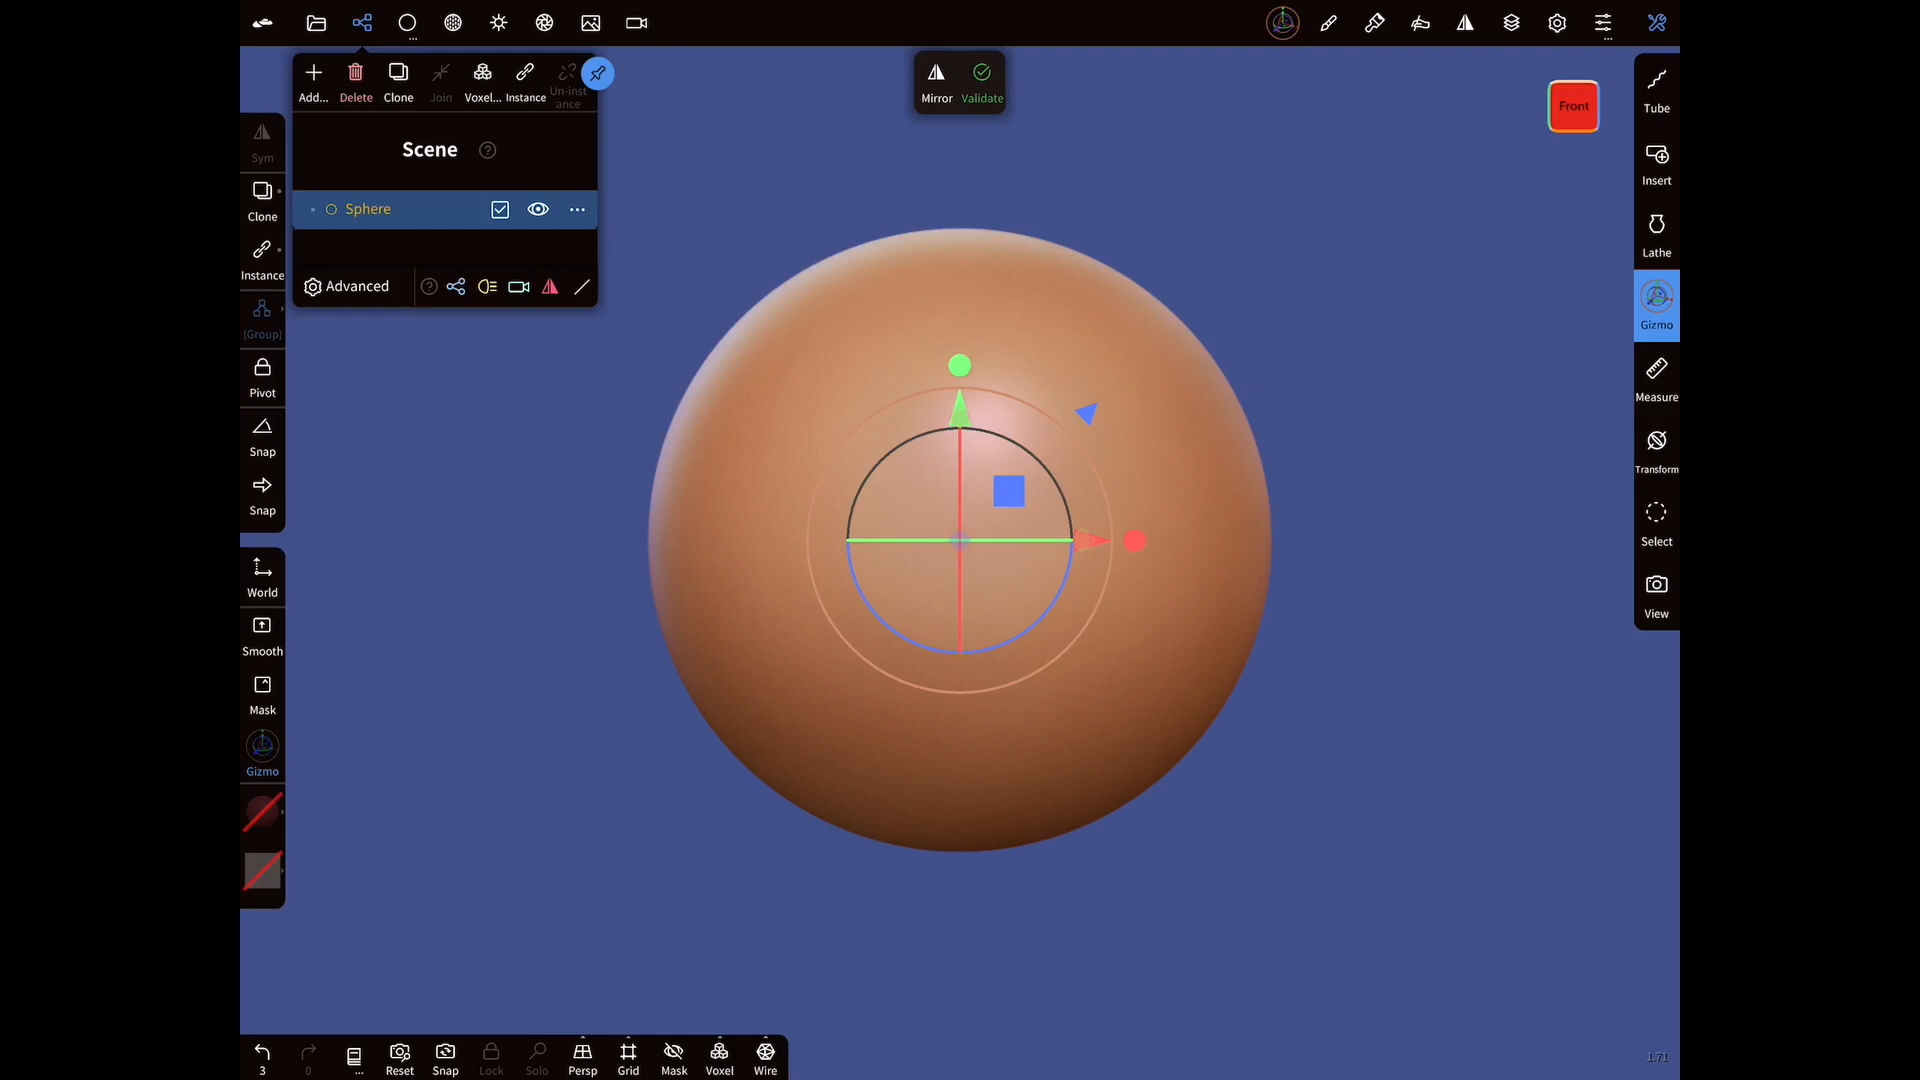 Add...
Delete
Clone
Join
Voxel...
Instance
Un-inst
ance
Mirror
Validate
Front
Scene
?
Sphere
...
Advanced
?
Sym
Clone
Instance
(Group)
Pivot
Snap
Snap
World
Smooth
Mask
Gizmo
Tube
Insert
Lathe
Gizmo
Measure
Transform
Select
View
3
0
...
Reset
Snap
Lock
Solo
Persp
Grid
Mask
Voxel
Wire
1.71